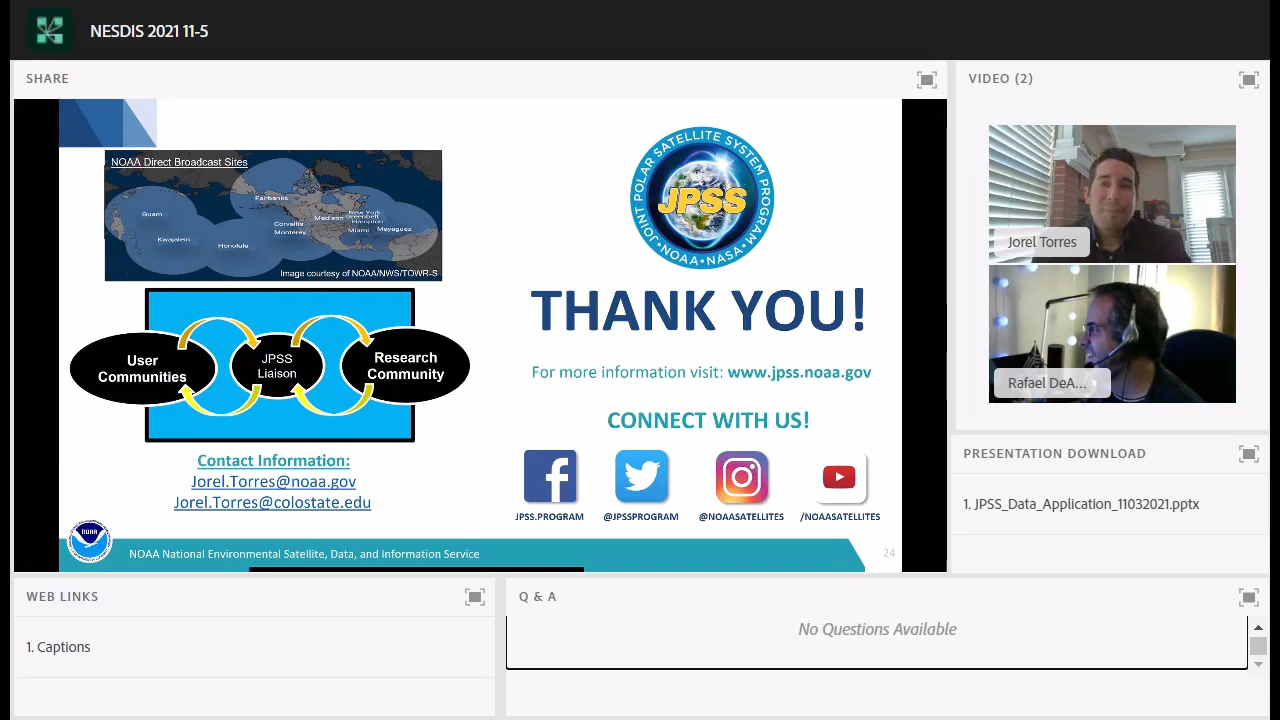 NESDIS 2021 11-5
SHARE
NOAA Direct Broadcast Sites
Fairbanks
Guam
New York
Greenbelt
Madison
Hampton
Corvallis
Monterey
Miami
Mayaguez
Kwajalein
Honolulu
Image courtesy of NOAA/NWS/TOWR-S
User
Communities
JPSS
Liaison
Research
Community
Contact Information:
Jorel.Torres@noaa.gov
Jorel.Torres@colostate.edu
JOINT POLAR SATELLITE SYSTEM PROGRAM
JPSS
NOAA • NASA
THANK YOU!
For more information visit: www.jpss.noaa.gov
CONNECT WITH US!
JPSS.PROGRAM
@JPSSPROGRAM
@NOAASATELLITES
/NOAASATELLITES
NOAA
NOAA National Environmental Satellite, Data, and Information Service
24
VIDEO (2)
Jorel Torres
Rafael DeA...
PRESENTATION DOWNLOAD
1. JPSS_Data_Application_11032021.pptx
WEB LINKS
1. Captions
Q & A
No Questions Available